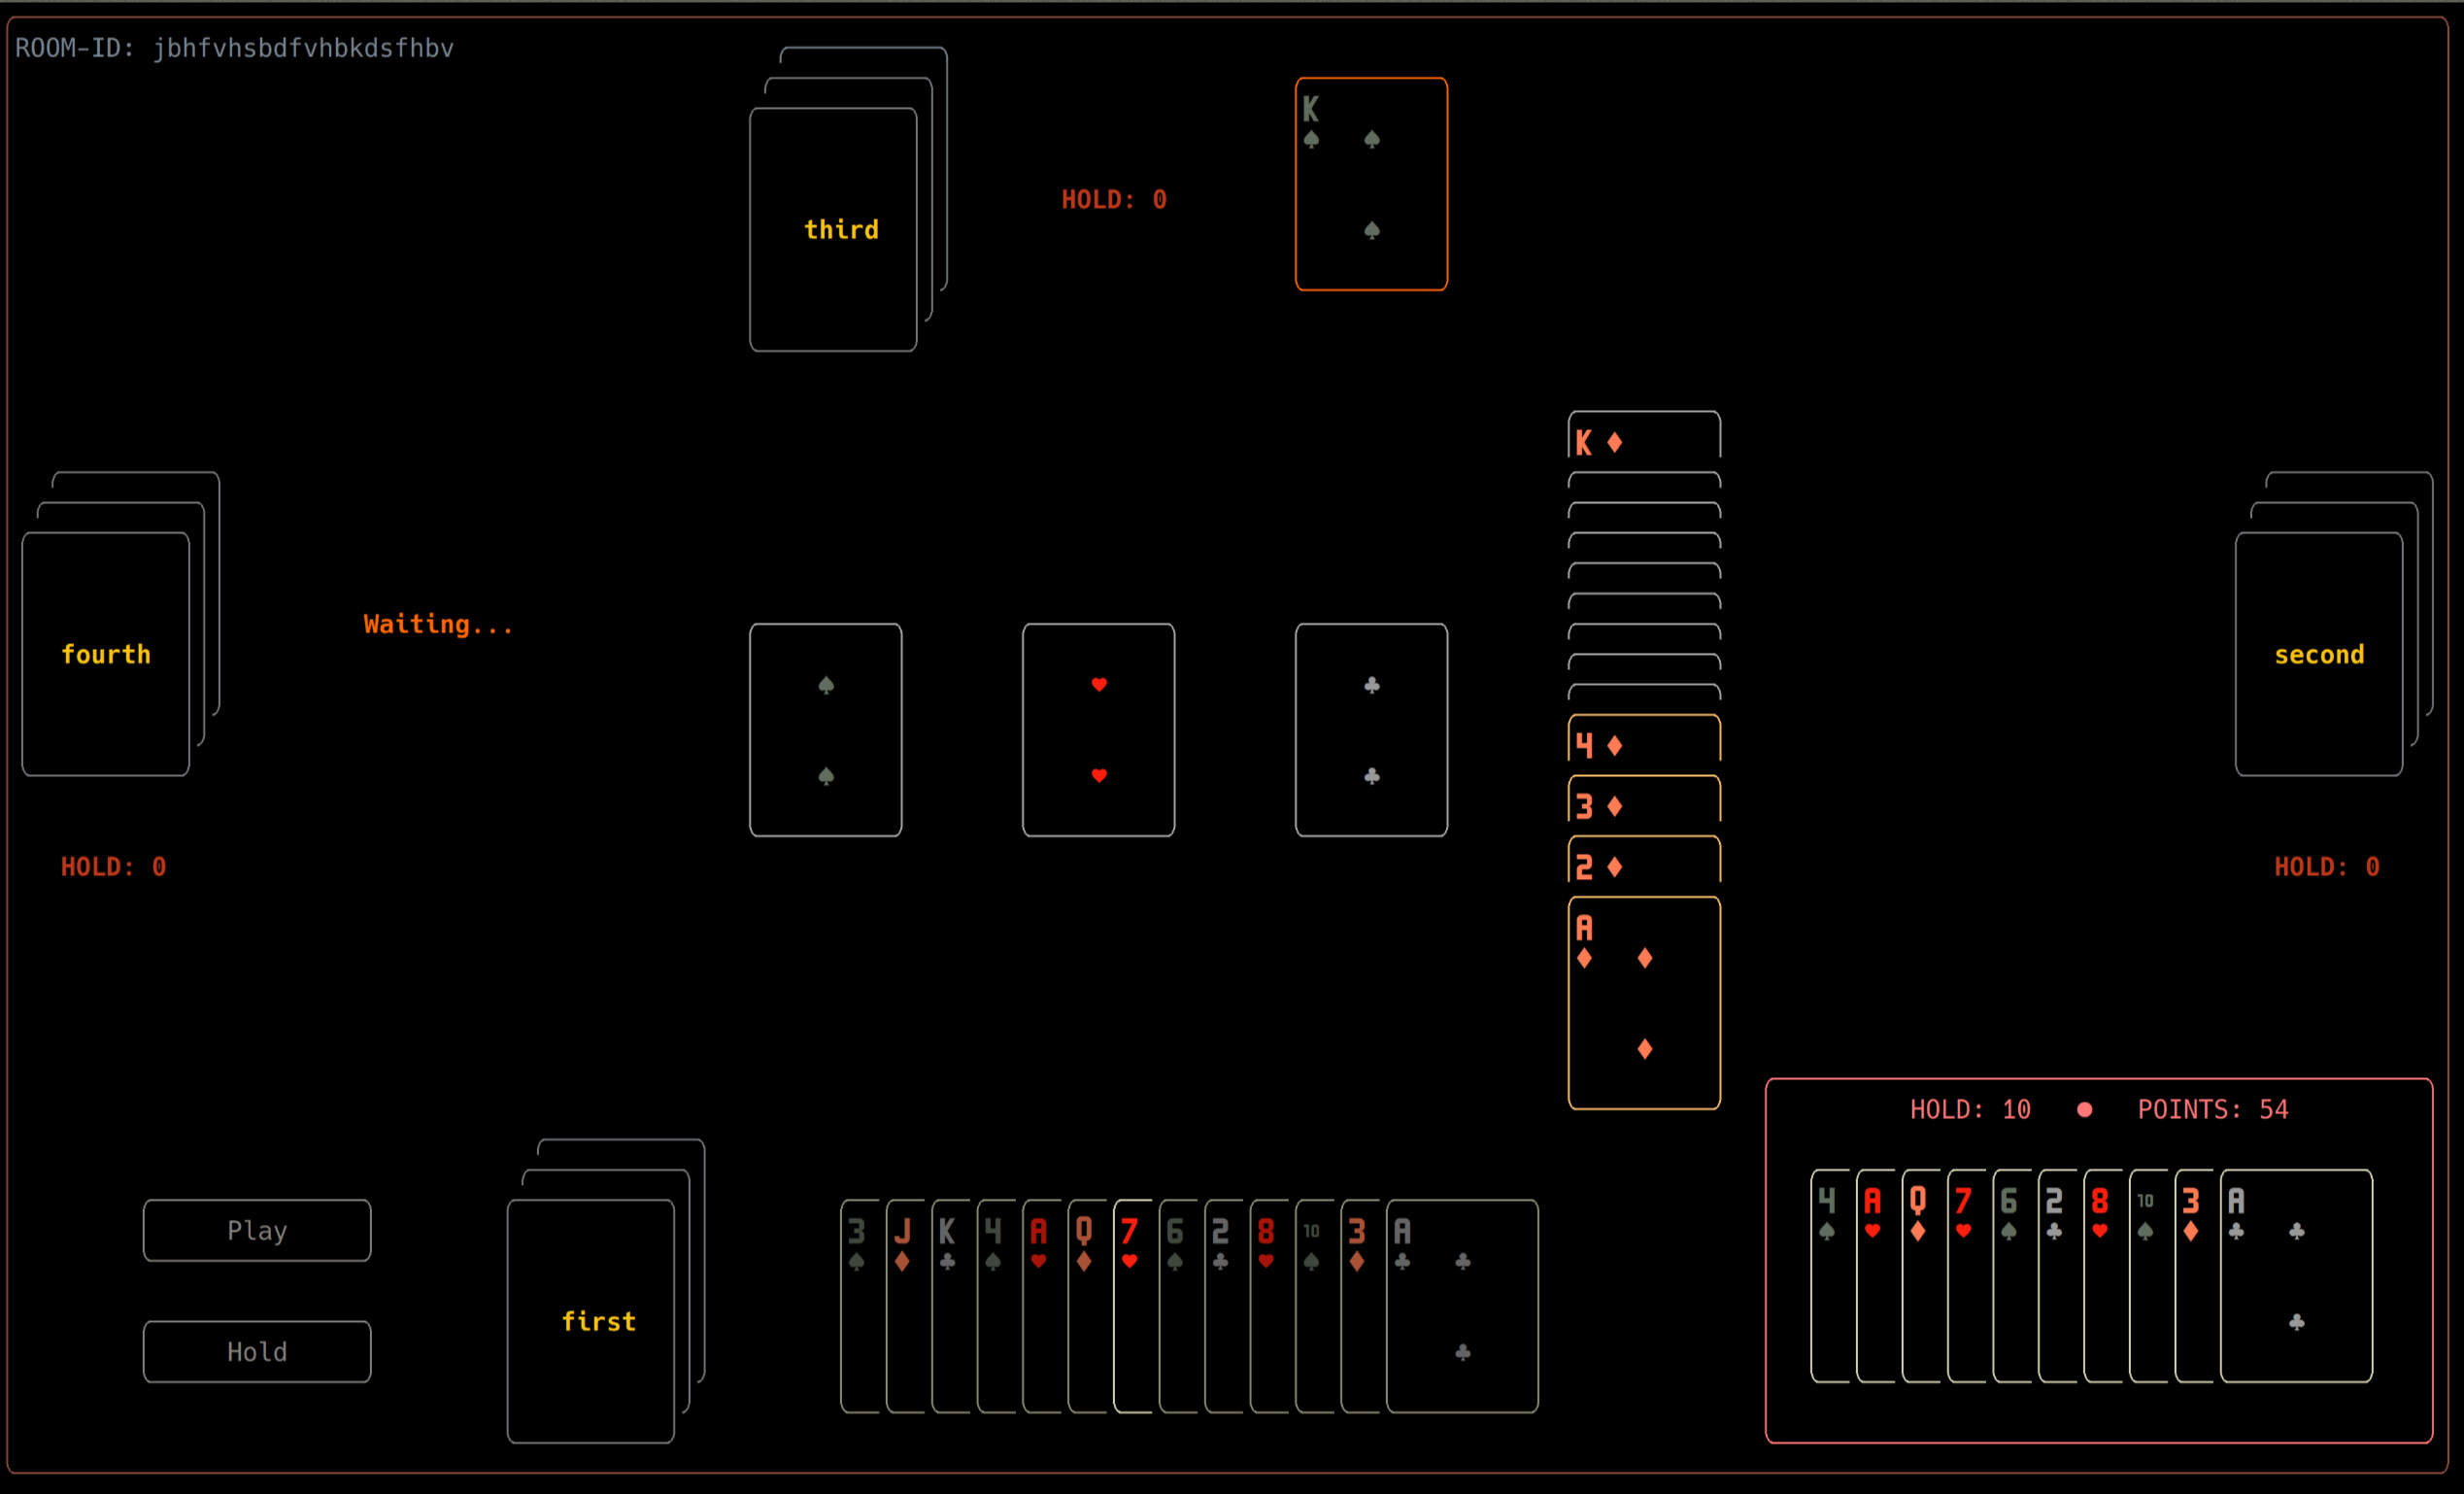 ROOM-ID: jbhfvhsbdfvhbkdsfhbv
K
♠ ♠
♠
HOLD: 0
third
K ♦
fourth
Waiting...
second
♠ ♥ ♣
♠ ♥ ♣
4 ♦
3 ♦
2 ♦
HOLD: 0
HOLD: 0
A
♦ ♦
♦
HOLD: 10 ● POINTS: 54
4 A Q 7 6 2 8 10 3 A
♠ ♥ ♦ ♥ ♠ ♣ ♥ ♠ ♦ ♣ ♣
♣
Play
3 J K 4 A Q 7 6 2 8 10 3 A
♠ ♦ ♣ ♠ ♥ ♦ ♥ ♠ ♣ ♥ ♠ ♦ ♣ ♣
♣
first
Hold